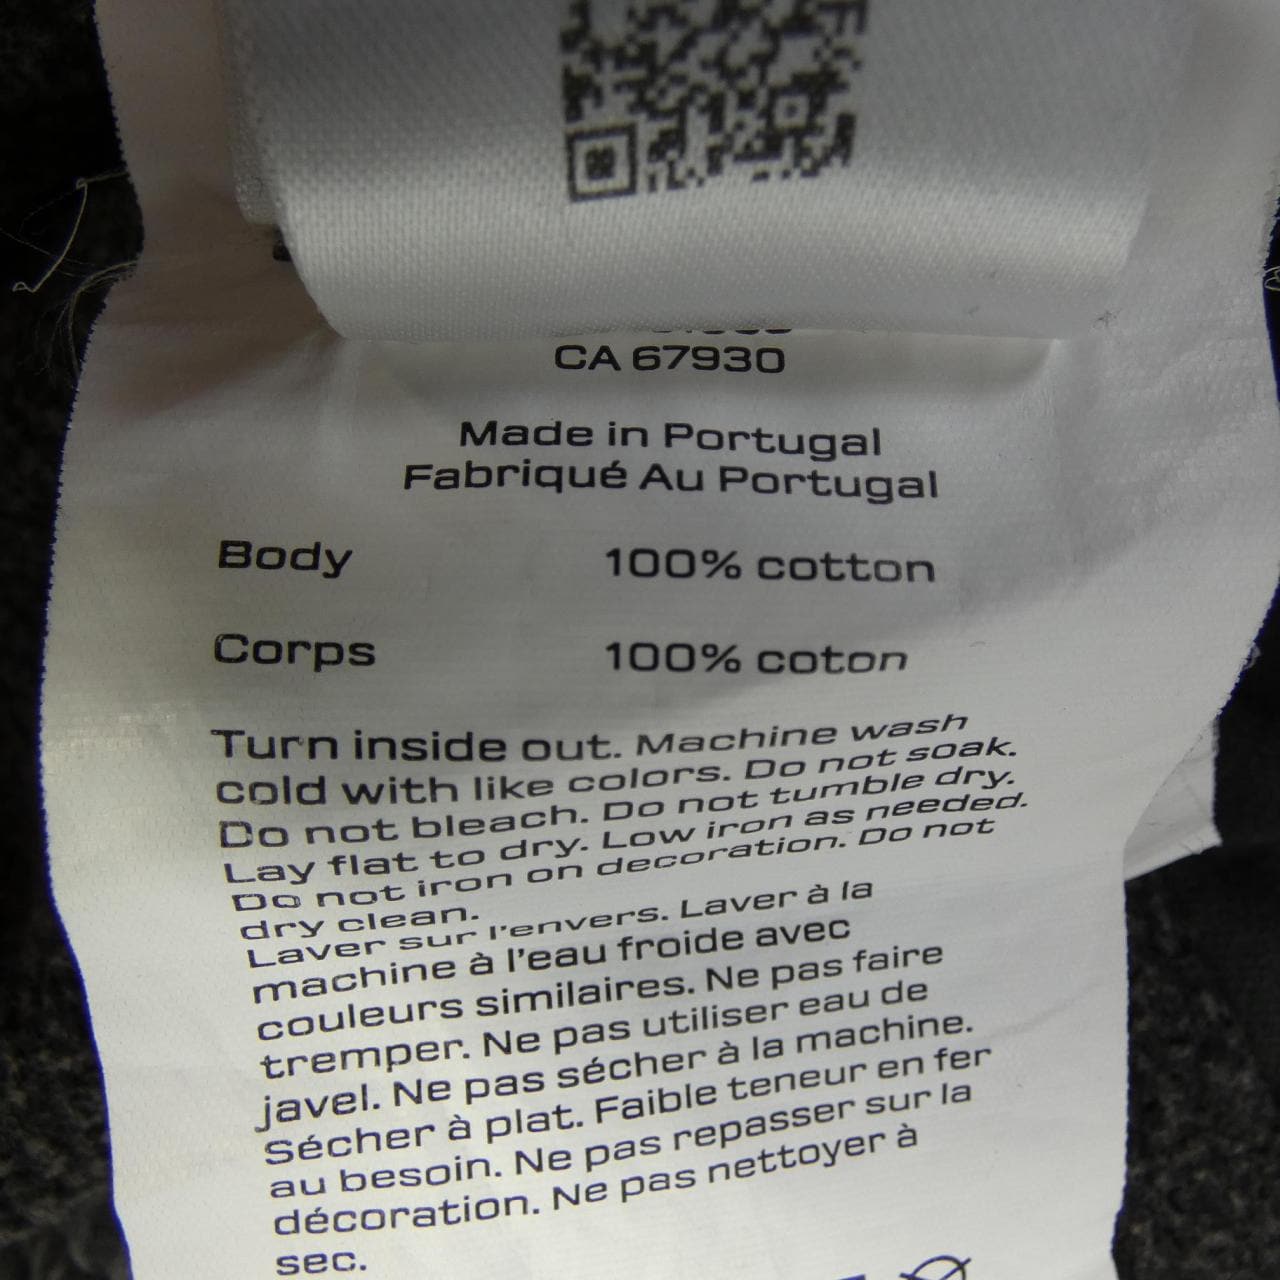 CA 67930
Made in Portugal
Fabriqué Au Portugal
Body 100% cotton
Corps 100% coton
Turn inside out. Machine wash
cold with like colors. Do not soak.
Do not bleach. Do not tumble dry.
Lay flat to dry. Low iron as needed.
Do not iron on decoration. Do not
dry clean.
Laver sur l'envers. Laver à la
machine à l'eau froide avec
couleurs similaires. Ne pas faire
tremper. Ne pas utiliser eau de
javel. Ne pas sécher à la machine.
Sécher à plat. Faible teneur en fer
au besoin. Ne pas repasser sur la
décoration. Ne pas nettoyer à
sec.